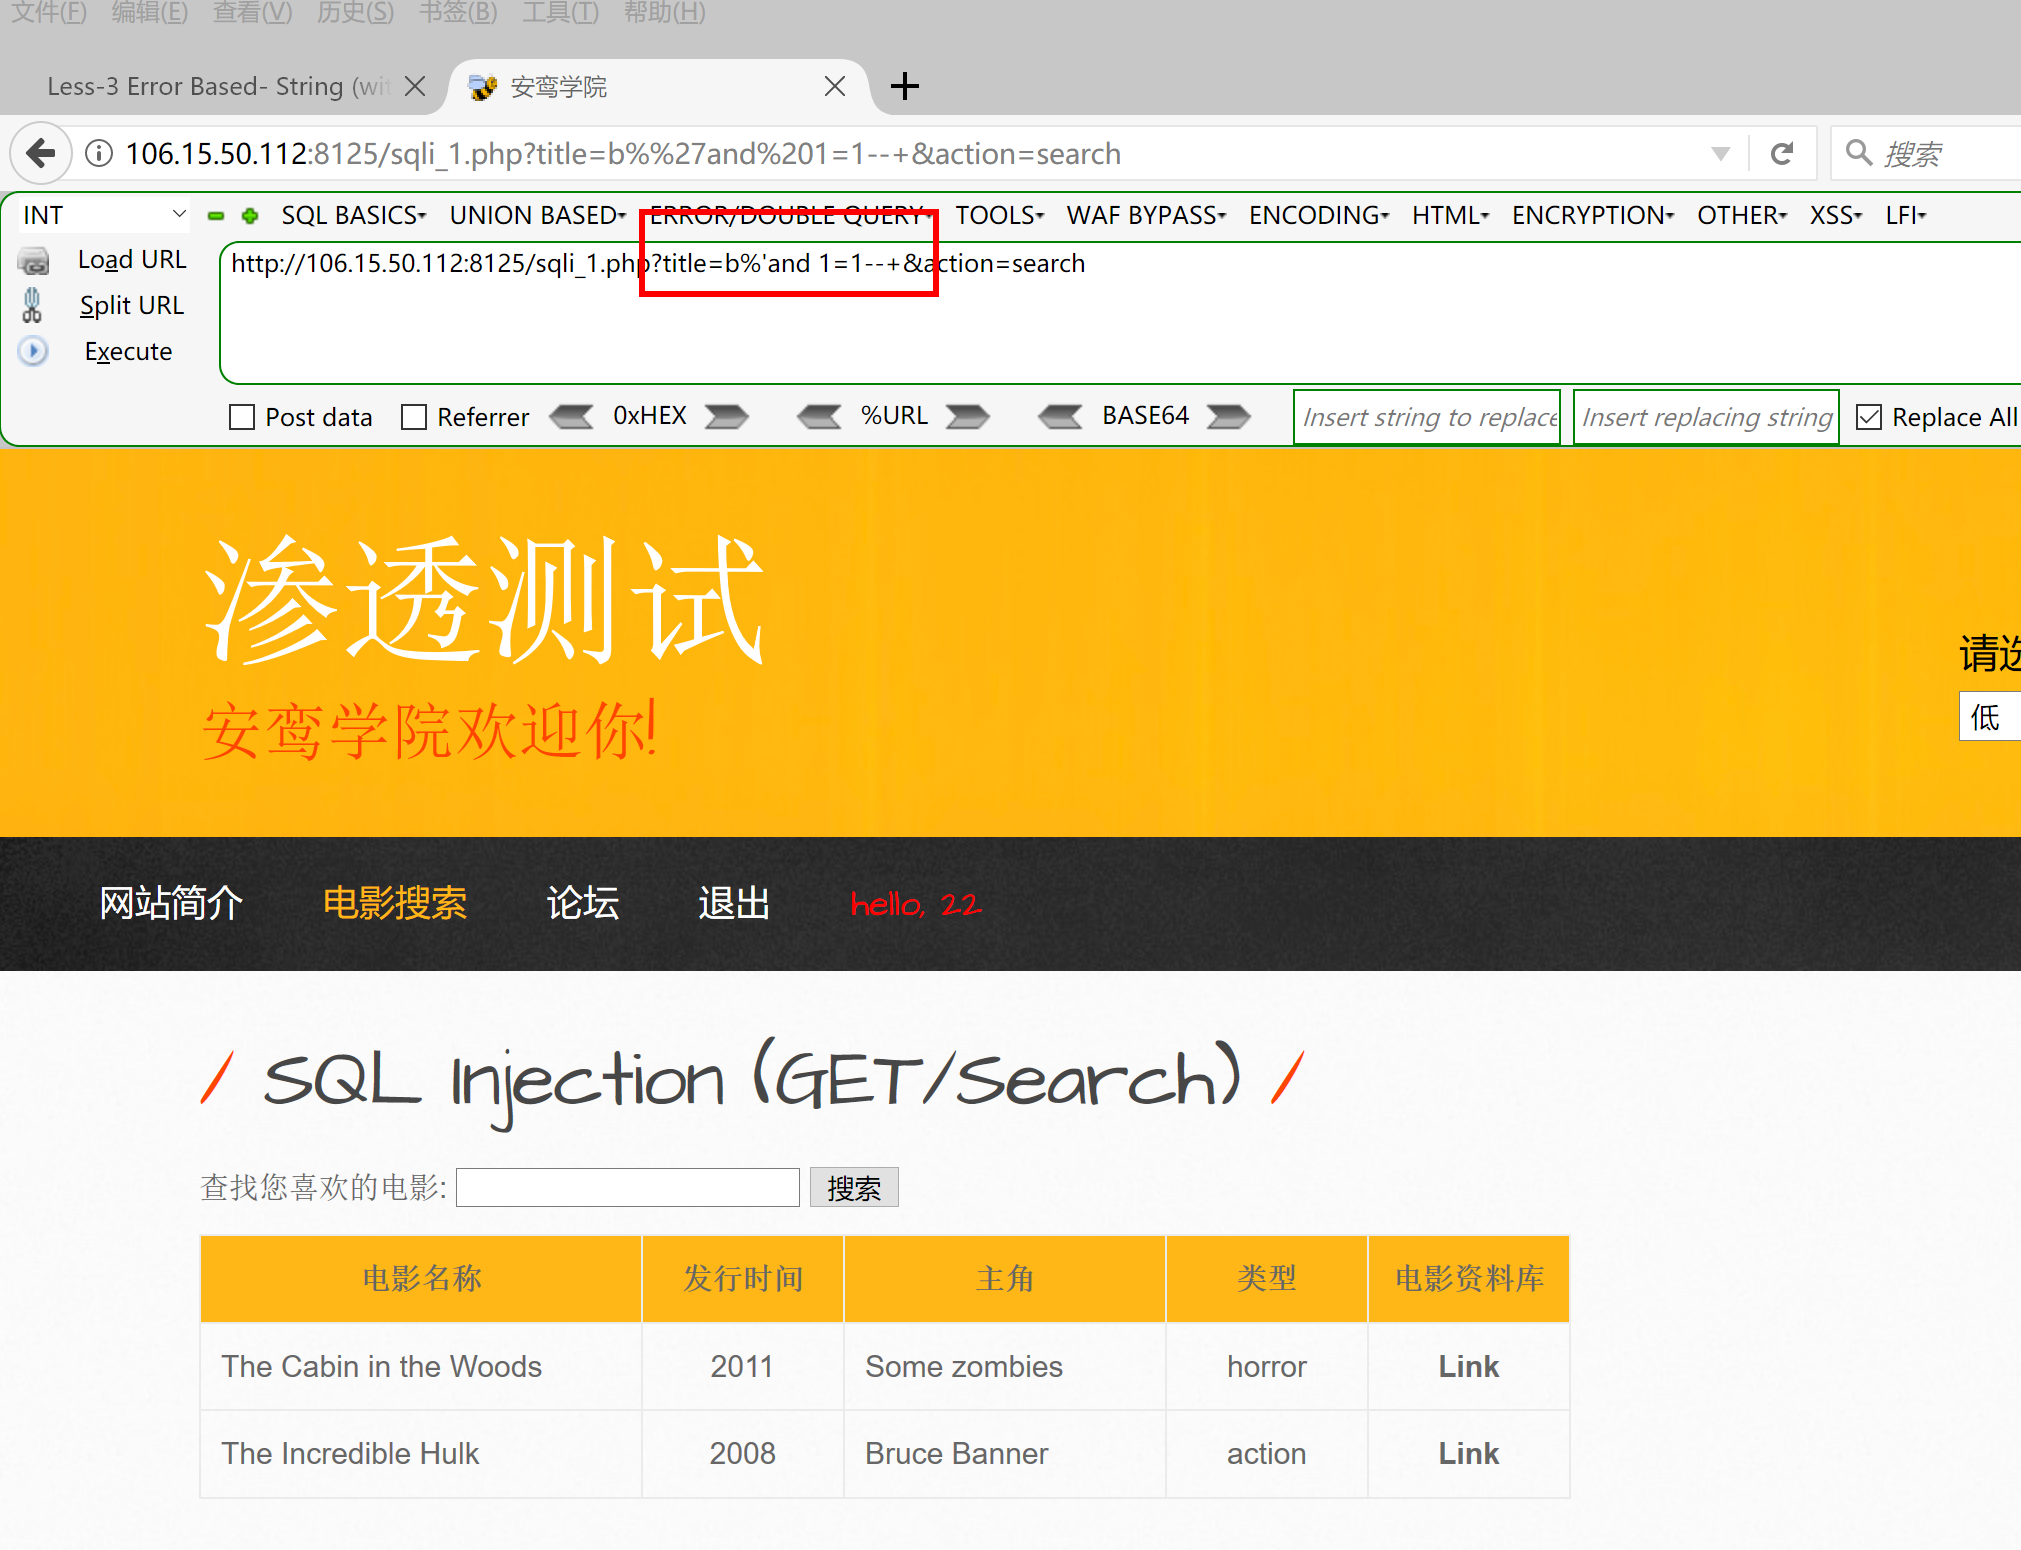 文件(F) 编辑(E) 查看(V) 历史(S) 书签(B) 工具(T) 帮助(H)
Less-3 Error Based- String (wit 安鸾学院
106.15.50.112:8125/sqli_1.php?title=b%%27and%201=1--+&action=search 搜索
INT SQL BASICS UNION BASED ERROR/DOUBLE QUERY TOOLS WAF BYPASS ENCODING HTML ENCRYPTION OTHER XSS LFI
Load URL http://106.15.50.112:8125/sqli_1.php?title=b%'and 1=1--+&action=search
Split URL
Execute
Post data Referrer 0xHEX %URL BASE64 Insert string to replace Insert replacing string Replace All
渗透测试
安鸾学院欢迎你!
请选
低
网站简介 电影搜索 论坛 退出 hello, 22
/ SQL Injection (GET/Search) /
查找您喜欢的电影: 搜索
电影名称 发行时间 主角 类型 电影资料库
The Cabin in the Woods 2011 Some zombies horror Link
The Incredible Hulk 2008 Bruce Banner action Link